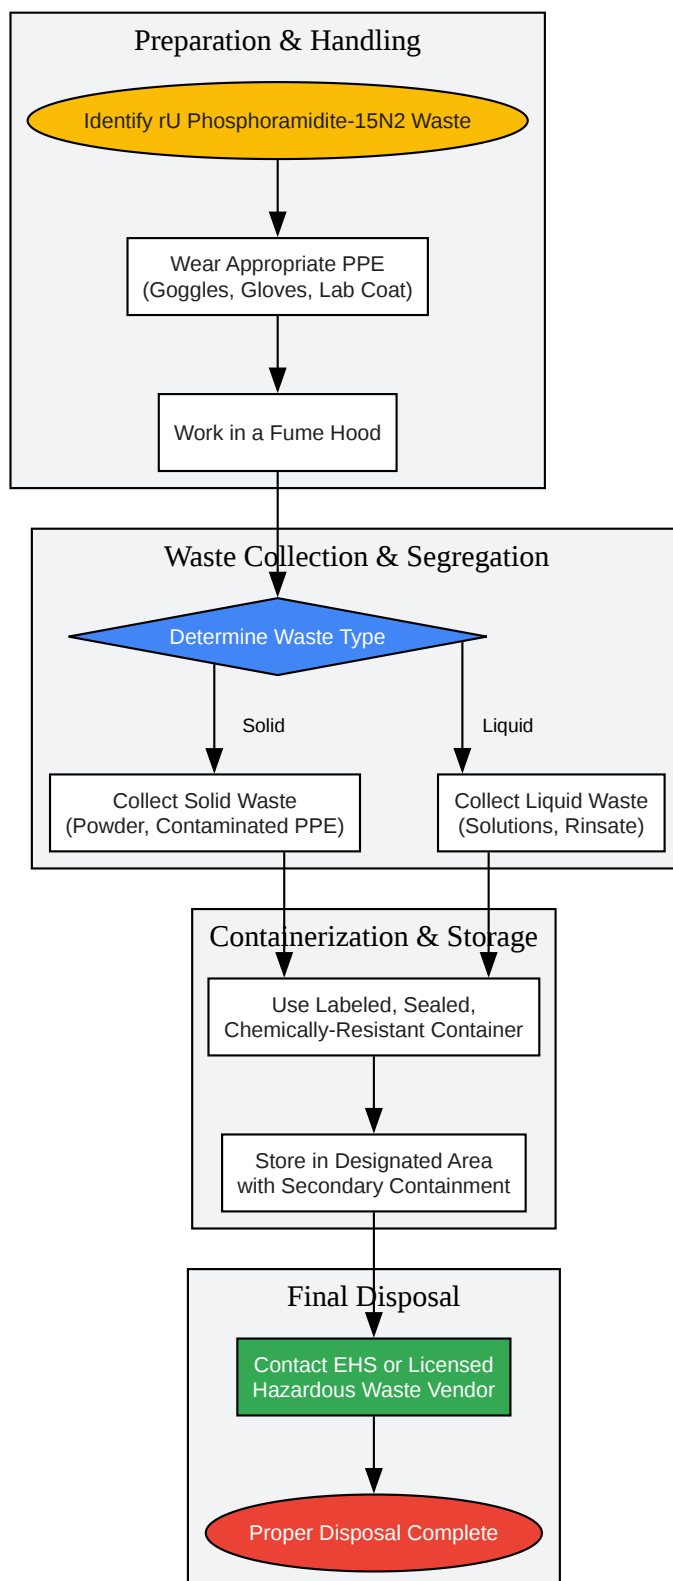 Preparation & Handling
Identify rU Phosphoramidite-15N2 Waste
Wear Appropriate PPE
(Goggles, Gloves, Lab Coat)
Work in a Fume Hood
Waste Collection & Segregation
Determine Waste Type
Solid
Liquid
Collect Solid Waste
(Powder, Contaminated PPE)
Collect Liquid Waste
(Solutions, Rinsate)
Containerization & Storage
Use Labeled, Sealed,
Chemically-Resistant Container
Store in Designated Area
with Secondary Containment
Final Disposal
Contact EHS or Licensed
Hazardous Waste Vendor
Proper Disposal Complete